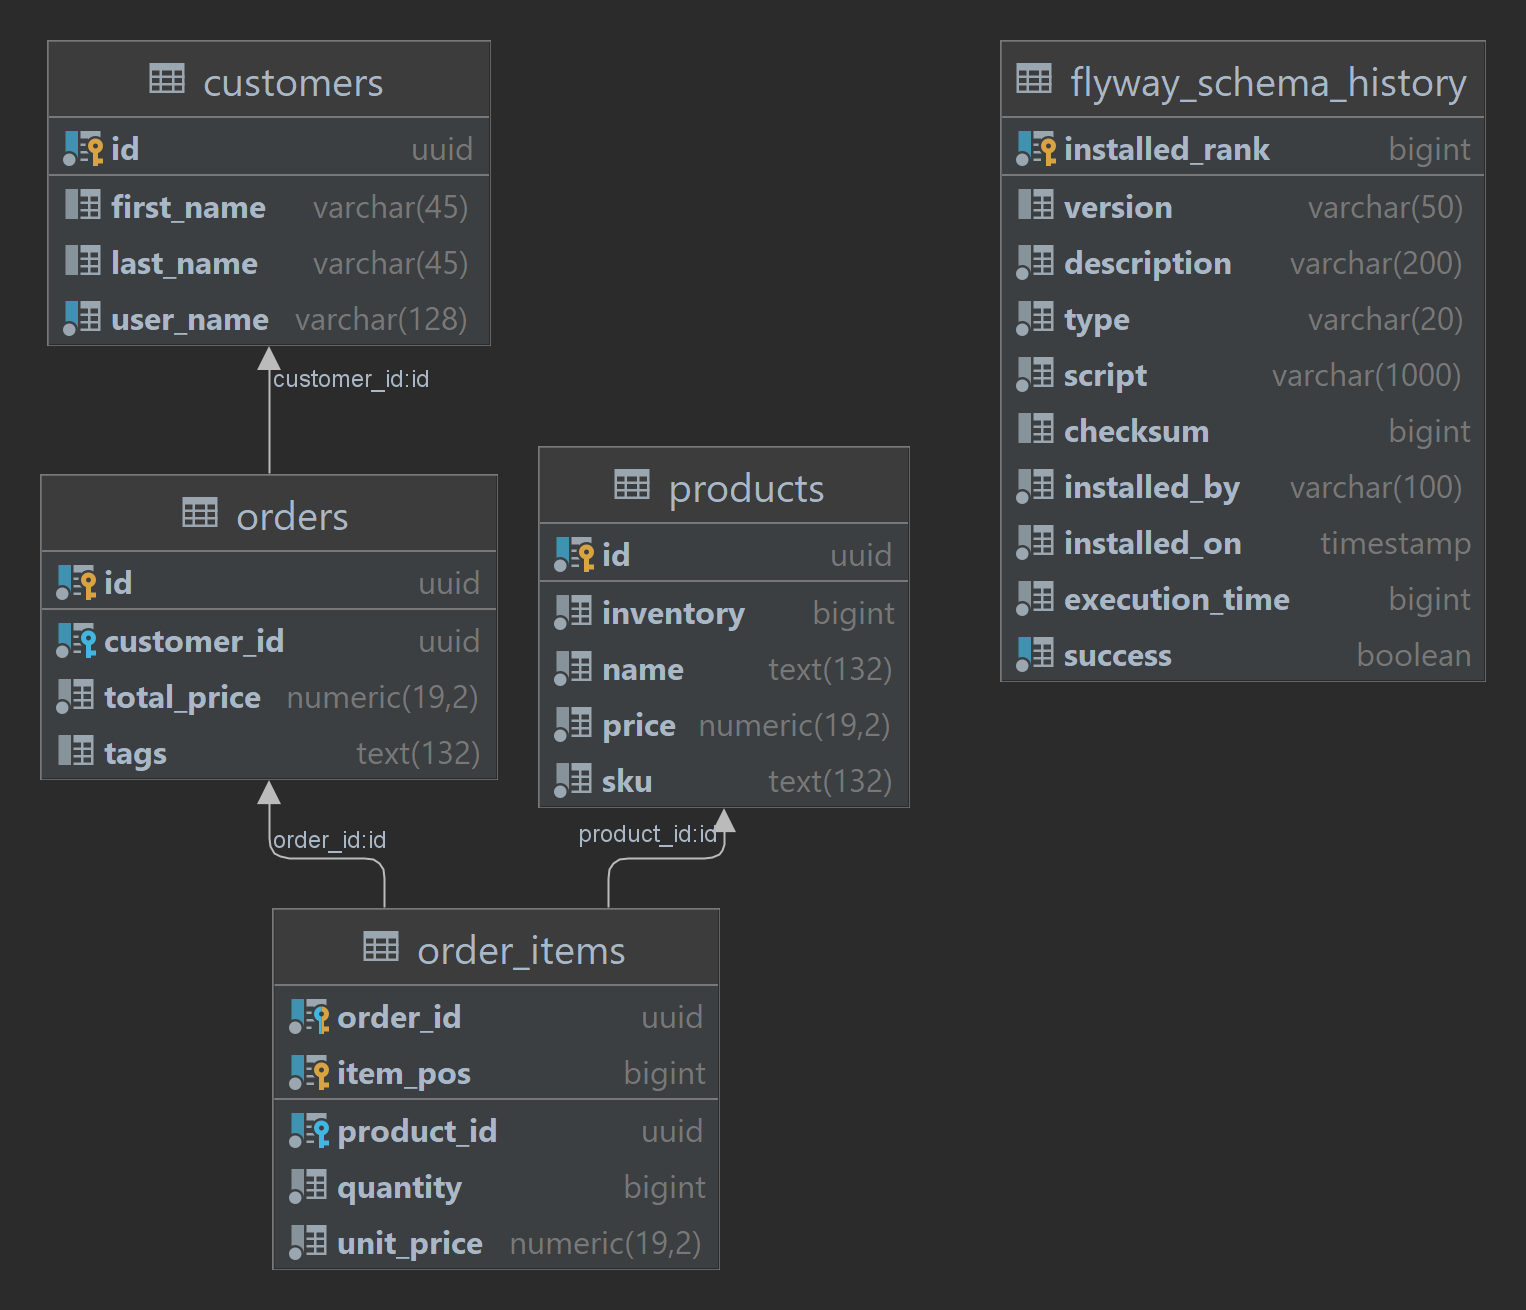 customers
id uuid
first_name varchar(45)
last_name varchar(45)
user_name varchar(128)
customer_id:id
orders
id uuid
customer_id uuid
total_price numeric(19,2)
tags text(132)
order_id:id
products
id uuid
inventory bigint
name text(132)
price numeric(19,2)
sku text(132)
product_id:id
order_items
order_id uuid
item_pos bigint
product_id uuid
quantity bigint
unit_price numeric(19,2)
flyway_schema_history
installed_rank bigint
version varchar(50)
description varchar(200)
type varchar(20)
script varchar(1000)
checksum bigint
installed_by varchar(100)
installed_on timestamp
execution_time bigint
success boolean